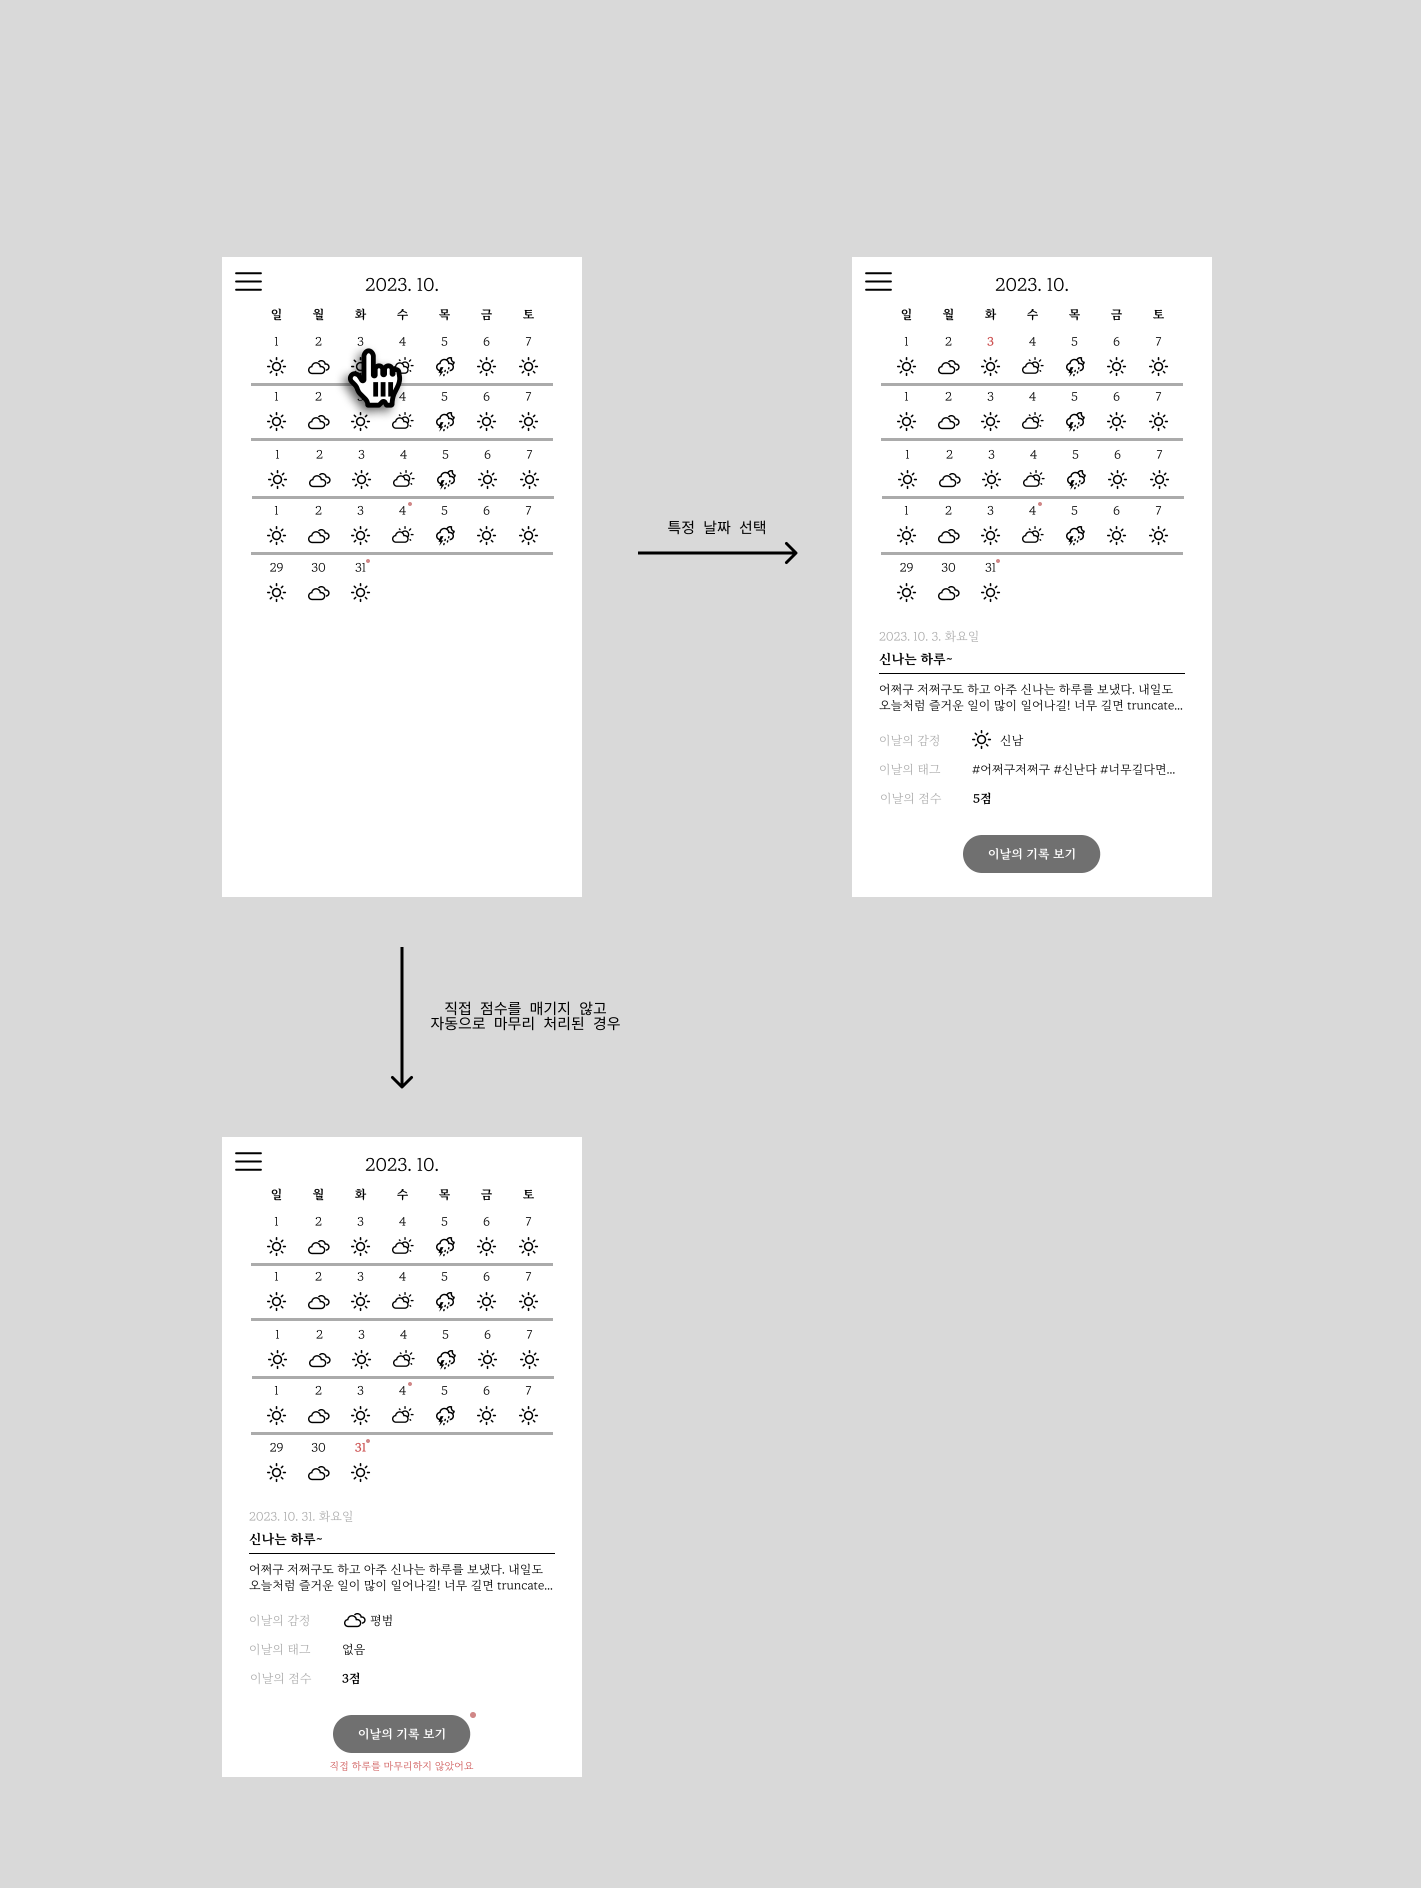 2023. 10.
일 월 화 수 목 금 토
1 2 3 4 5 6 7
1 2 3 4 5 6 7
1 2 3 4 5 6 7
1 2 3 4 5 6 7
29 30 31
특정 날짜 선택
2023. 10.
일 월 화 수 목 금 토
1 2 3 4 5 6 7
1 2 3 4 5 6 7
1 2 3 4 5 6 7
1 2 3 4 5 6 7
29 30 31
2023. 10. 3. 화요일
신나는 하루~
어쩌구 저쩌구도 하고 아주 신나는 하루를 보냈다. 내일도
오늘처럼 즐거운 일이 많이 일어나길! 너무 길면 truncate...
이날의 감정 신남
이날의 태그 #어쩌구저쩌구 #신난다 #너무길다면...
이날의 점수 5점
이날의 기록 보기
직접 점수를 매기지 않고
자동으로 마무리 처리된 경우
2023. 10.
일 월 화 수 목 금 토
1 2 3 4 5 6 7
1 2 3 4 5 6 7
1 2 3 4 5 6 7
1 2 3 4 5 6 7
29 30 31
2023. 10. 31. 화요일
신나는 하루~
어쩌구 저쩌구도 하고 아주 신나는 하루를 보냈다. 내일도
오늘처럼 즐거운 일이 많이 일어나길! 너무 길면 truncate...
이날의 감정 평범
이날의 태그 없음
이날의 점수 3점
이날의 기록 보기
직접 하루를 마무리하지 않았어요